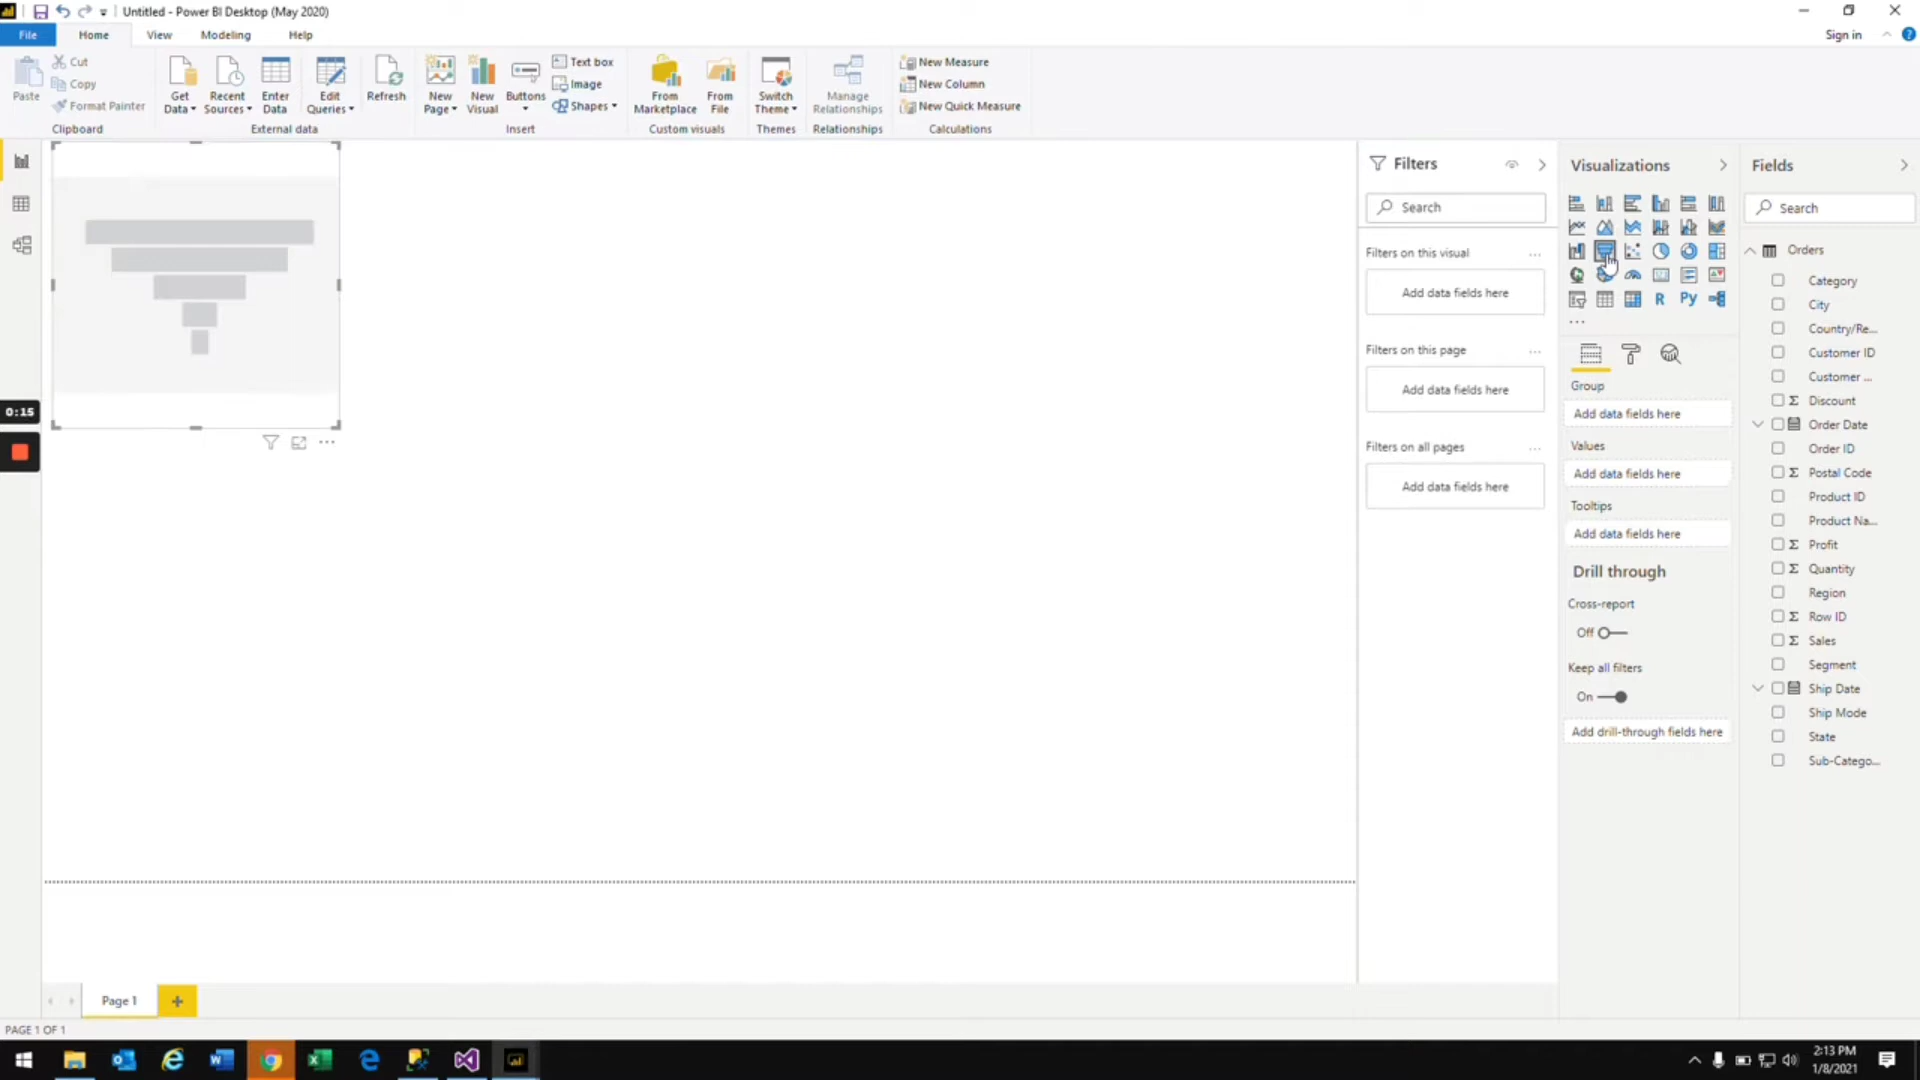 Untitled - Power BI Desktop (May 2020)
File
Home
View
Modeling
Help
Sign in
Paste
Cut
Copy
Format Painter
Clipboard
Get Data
Recent Sources
Enter Data
Edit Queries
External data
Refresh
New Page
New Visual
Buttons
Text box
Image
Shapes
Insert
From Marketplace
From File
Custom visuals
Switch Theme
Themes
Manage Relationships
Relationships
New Measure
New Column
New Quick Measure
Calculations
0:15
Filters
Search
Filters on this visual
Add data fields here
Filters on this page
Add data fields here
Filters on all pages
Add data fields here
Visualizations
R
Py
Group
Add data fields here
Values
Add data fields here
Tooltips
Add data fields here
Drill through
Cross-report
Off
Keep all filters
On
Add drill-through fields here
Fields
Search
Orders
Category
City
Country/Re...
Customer ID
Customer ...
Σ Discount
Order Date
Order ID
Σ Postal Code
Product ID
Product Na...
Σ Profit
Σ Quantity
Region
Σ Row ID
Σ Sales
Segment
Ship Date
Ship Mode
State
Sub-Catego...
Page 1
PAGE 1 OF 1
2:13 PM
1/8/2021